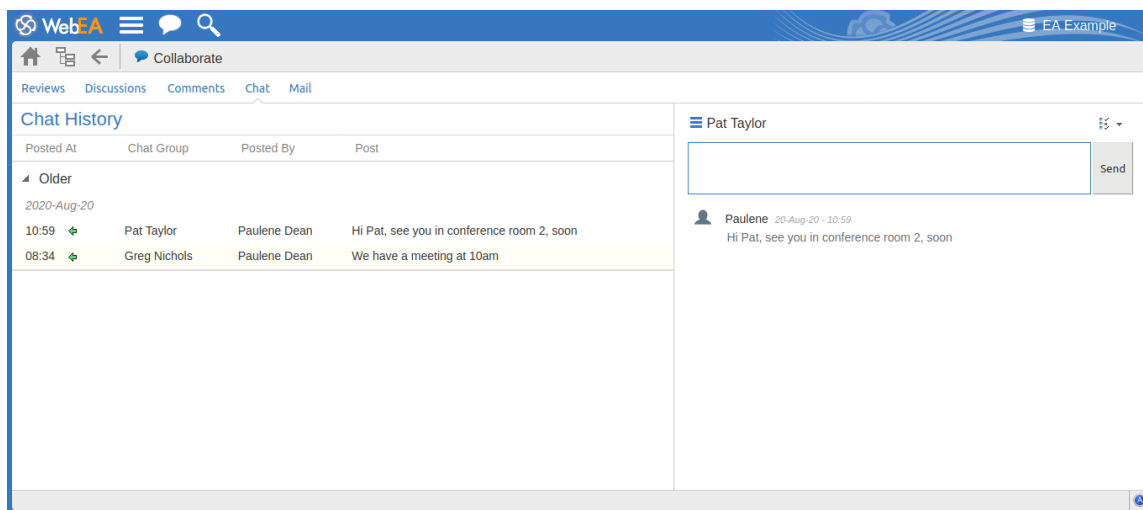 WebEA
EA Example
Collaborate
Reviews Discussions Comments Chat Mail
Chat History
Posted At Chat Group Posted By Post
Older
2020-Aug-20
10:59 Pat Taylor Paulene Dean Hi Pat, see you in conference room 2, soon
08:34 Greg Nichols Paulene Dean We have a meeting at 10am
Pat Taylor
Send
Paulene 20-Aug-20 - 10:59
Hi Pat, see you in conference room 2, soon